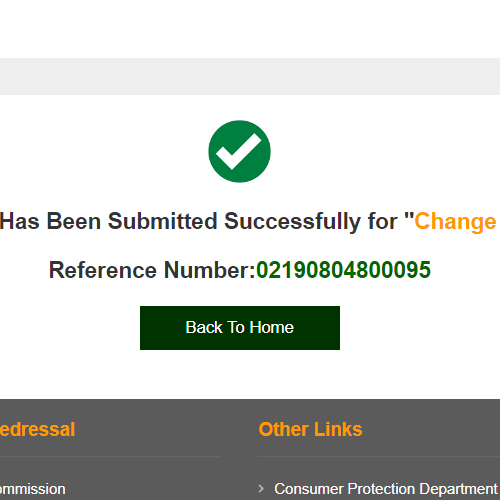 Has Been Submitted Successfully for "Change
Reference Number:02190804800095
Back To Home
edressal
Other Links
ommission
Consumer Protection Department